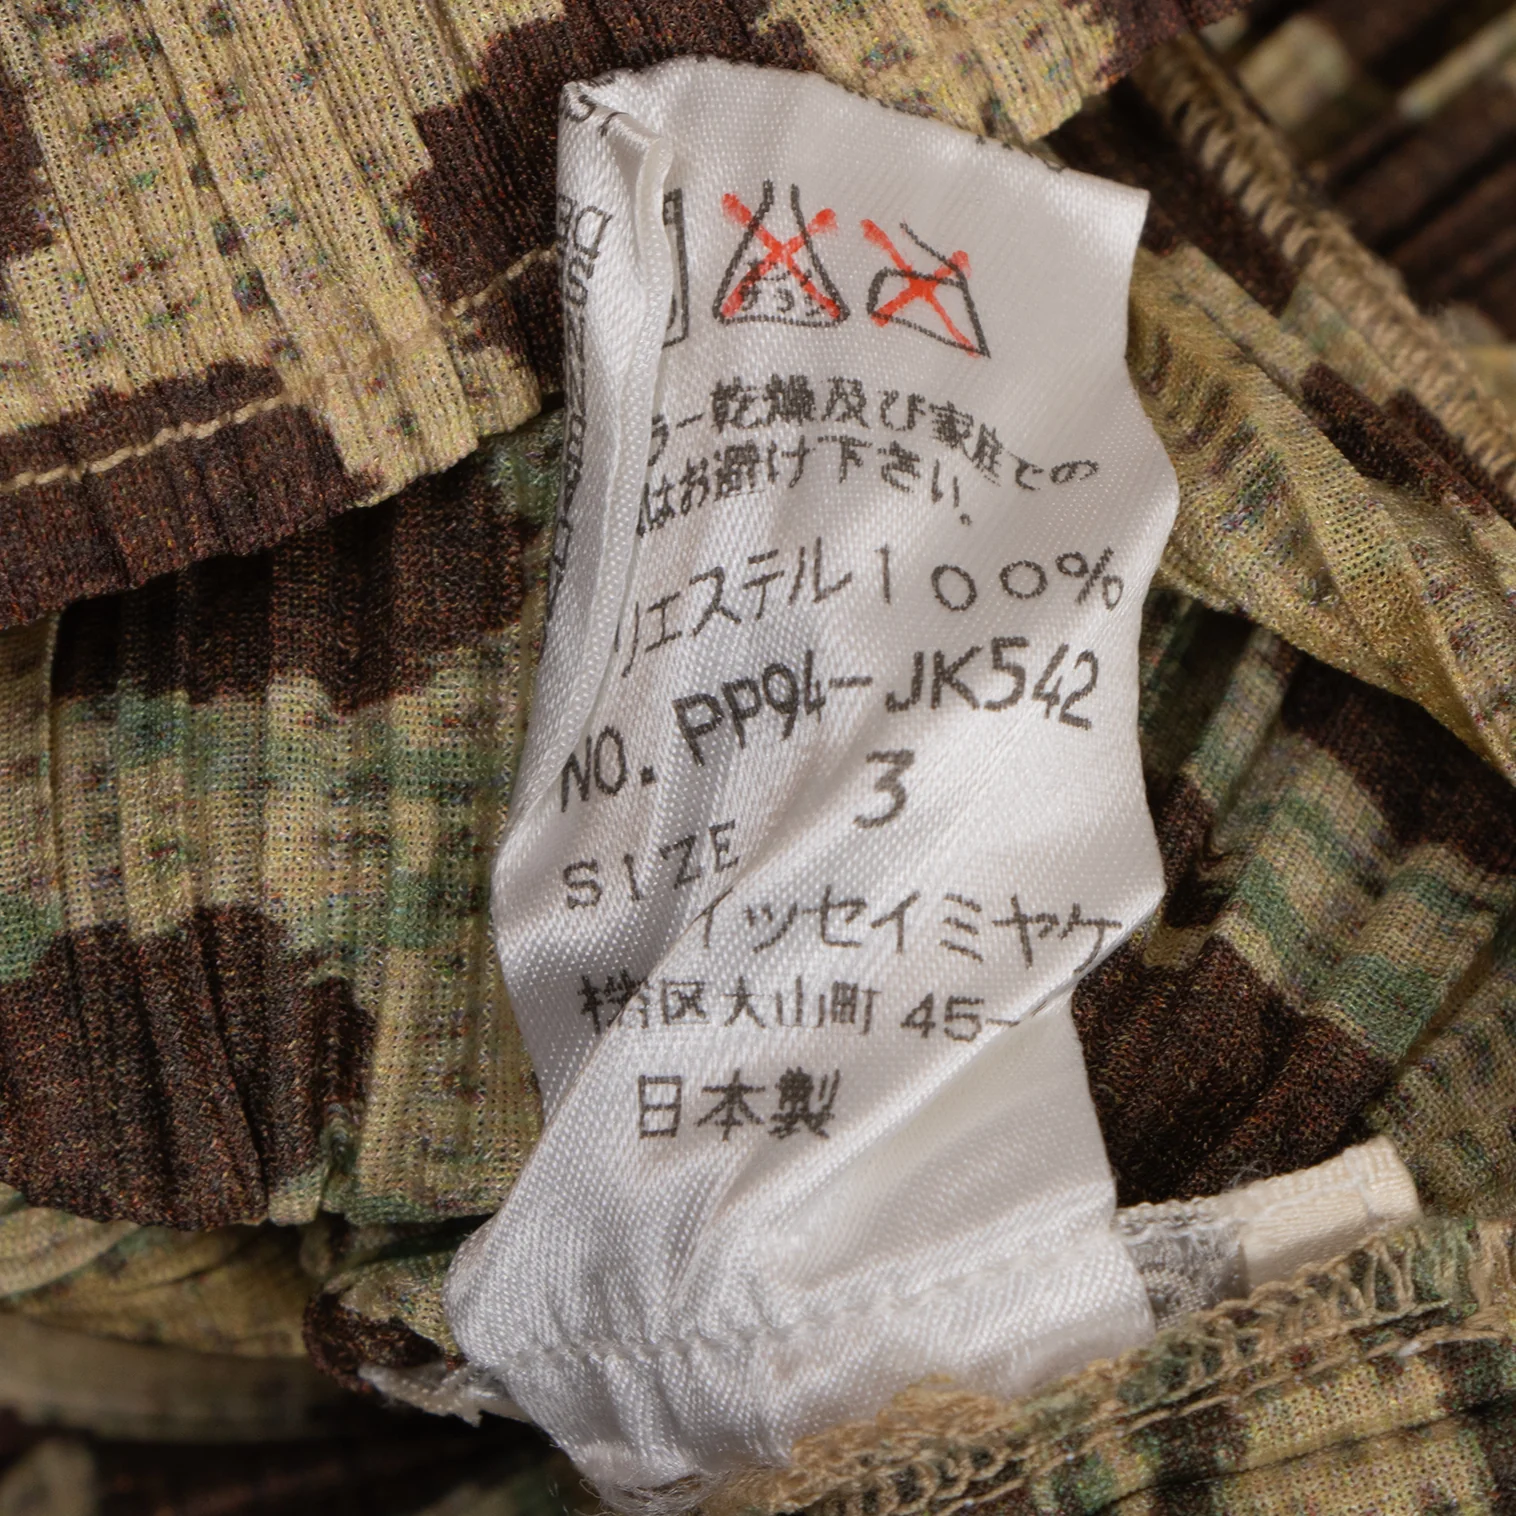 ラー乾燥及び家庭での
はお避け下さい.
リエステル100%
NO. PP94-JK542
SIZE 3
イッセイミヤケ
区大山町 45-
日本製